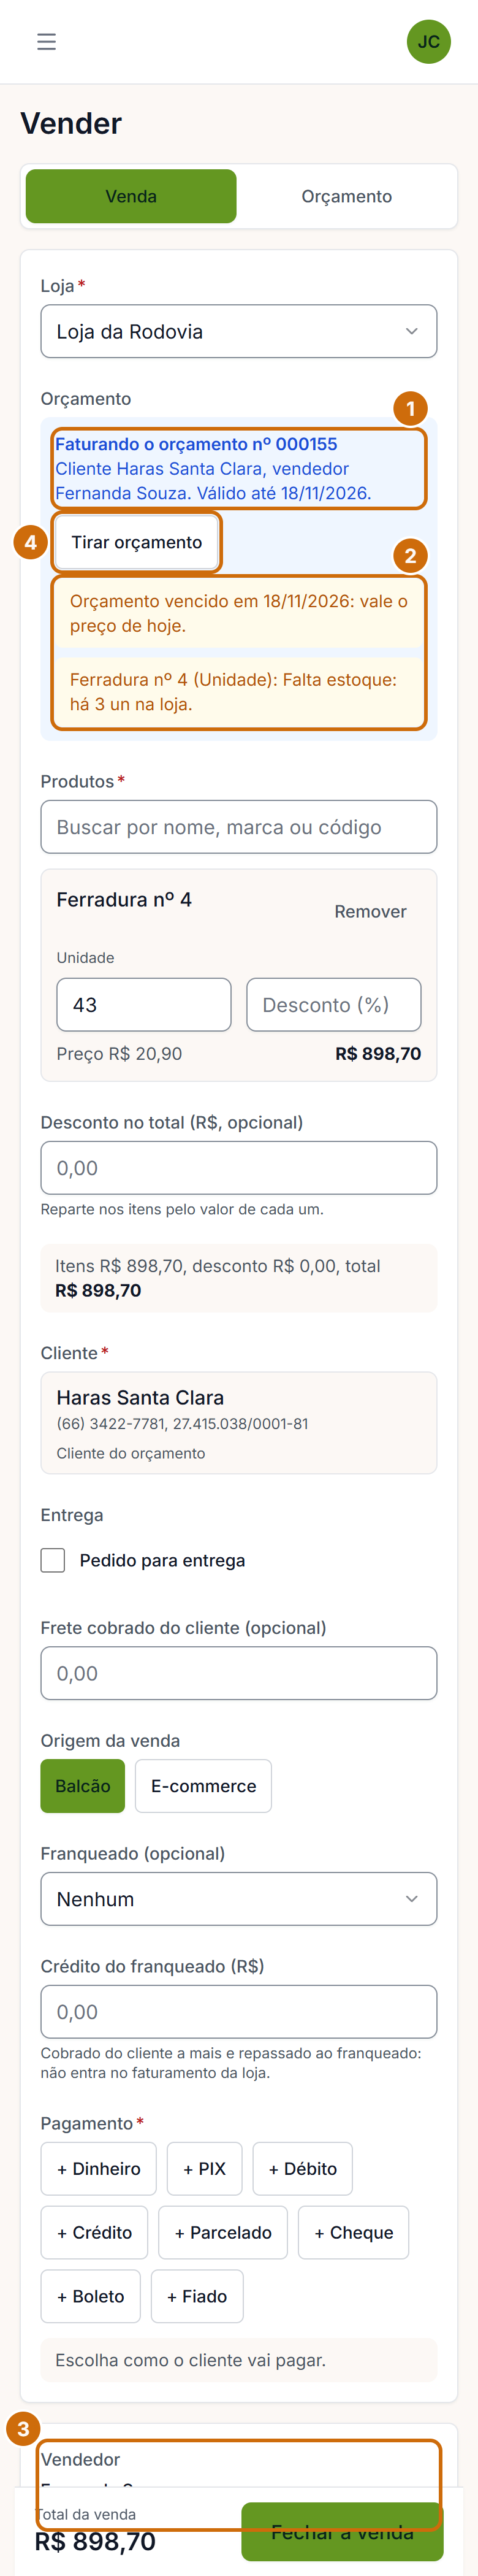 JC
Vender
Venda
Orçamento
Loja*
Loja da Rodovia
Orçamento
1
Faturando o orçamento nº 000155
Cliente Haras Santa Clara, vendedor
Fernanda Souza. Válido até 18/11/2026.
4
Tirar orçamento
2
Orçamento vencido em 18/11/2026: vale o
preço de hoje.
Ferradura nº 4 (Unidade): Falta estoque:
há 3 un na loja.
Produtos*
Buscar por nome, marca ou código
Ferradura nº 4
Remover
Unidade
43
Desconto (%)
Preço R$ 20,90
R$ 898,70
Desconto no total (R$, opcional)
0,00
Reparte nos itens pelo valor de cada um.
Itens R$ 898,70, desconto R$ 0,00, total
R$ 898,70
Cliente*
Haras Santa Clara
(66) 3422-7781, 27.415.038/0001-81
Cliente do orçamento
Entrega
Pedido para entrega
Frete cobrado do cliente (opcional)
0,00
Origem da venda
Balcão
E-commerce
Franqueado (opcional)
Nenhum
Crédito do franqueado (R$)
0,00
Cobrado do cliente a mais e repassado ao franqueado:
não entra no faturamento da loja.
Pagamento*
+ Dinheiro
+ PIX
+ Débito
+ Crédito
+ Parcelado
+ Cheque
+ Boleto
+ Fiado
Escolha como o cliente vai pagar.
3
Vendedor
Total da venda
R$ 898,70
Fechar a venda